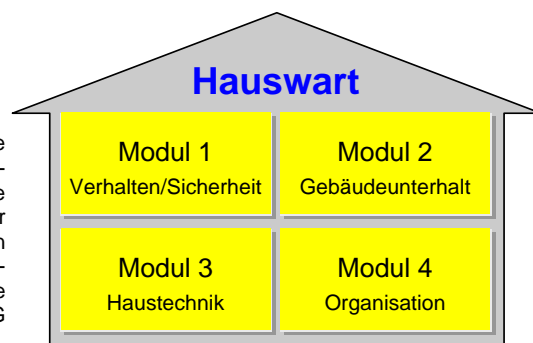 Hauswart
Modul 1
Verhalten/Sicherheit
Modul 2
Gebäudeunterhalt
Modul 3
Haustechnik
Modul 4
Organisation